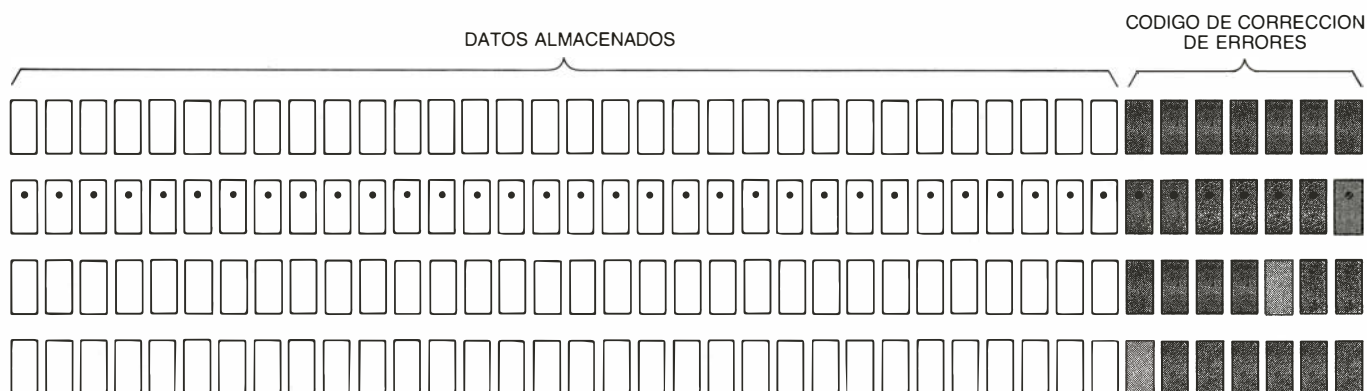 DATOS ALMACENADOS
CODIGO DE CORRECCION
DE ERRORES